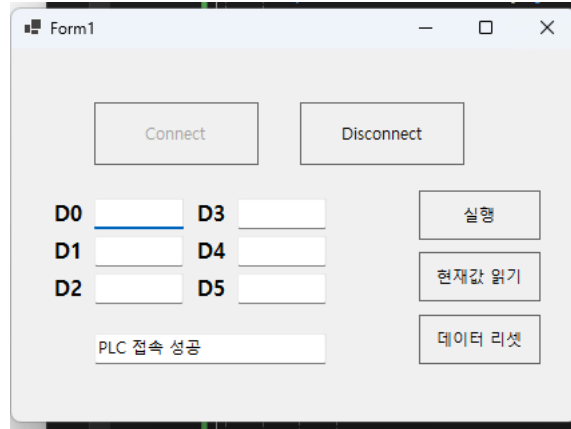 Form1
Connect Disconnect
D0 D3 실행
D1 D4
D2 D5 현재값 읽기
PLC 접속 성공 데이터 리셋